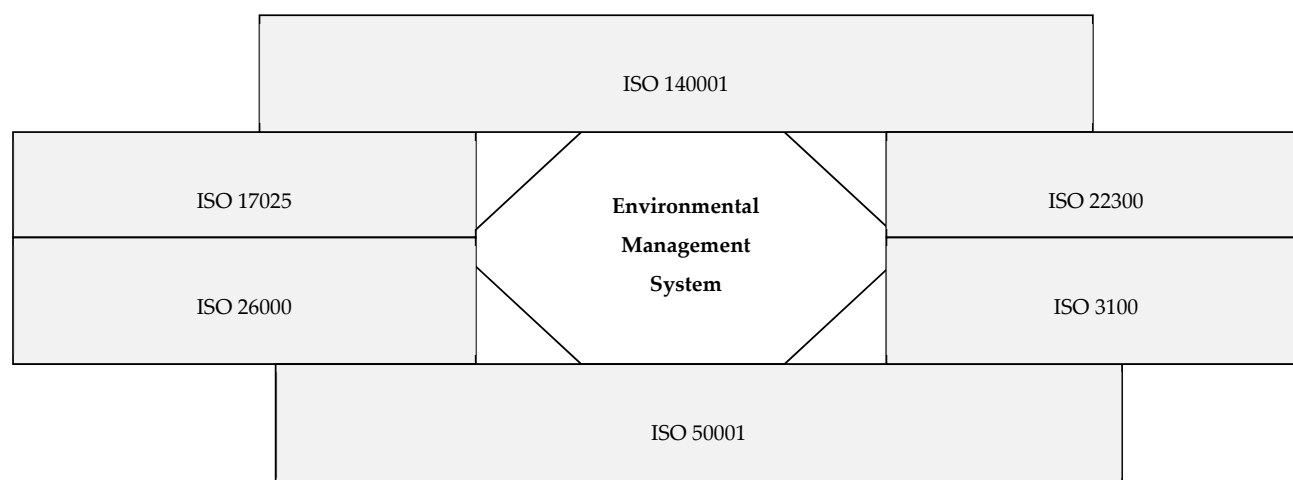 ISO 140001
ISO 17025
ISO 22300
Environmental
Management
System
ISO 26000
ISO 3100
ISO 50001